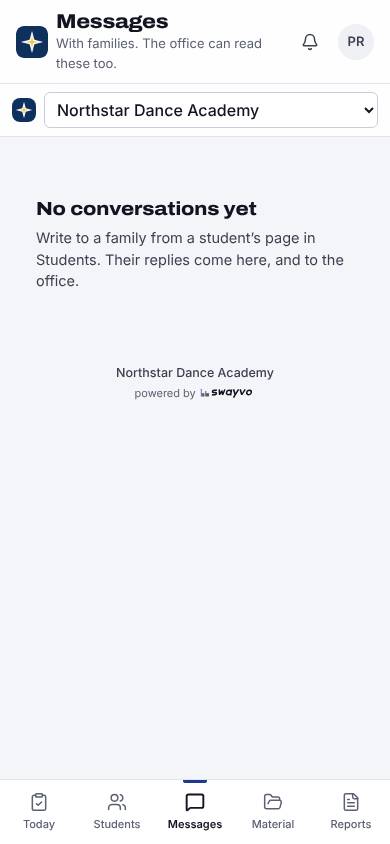 Messages
With families. The office can read
these too.
PR
Northstar Dance Academy
No conversations yet
Write to a family from a student’s page in
Students. Their replies come here, and to the
office.
Northstar Dance Academy
powered by swayvo
Today
Students
Messages
Material
Reports